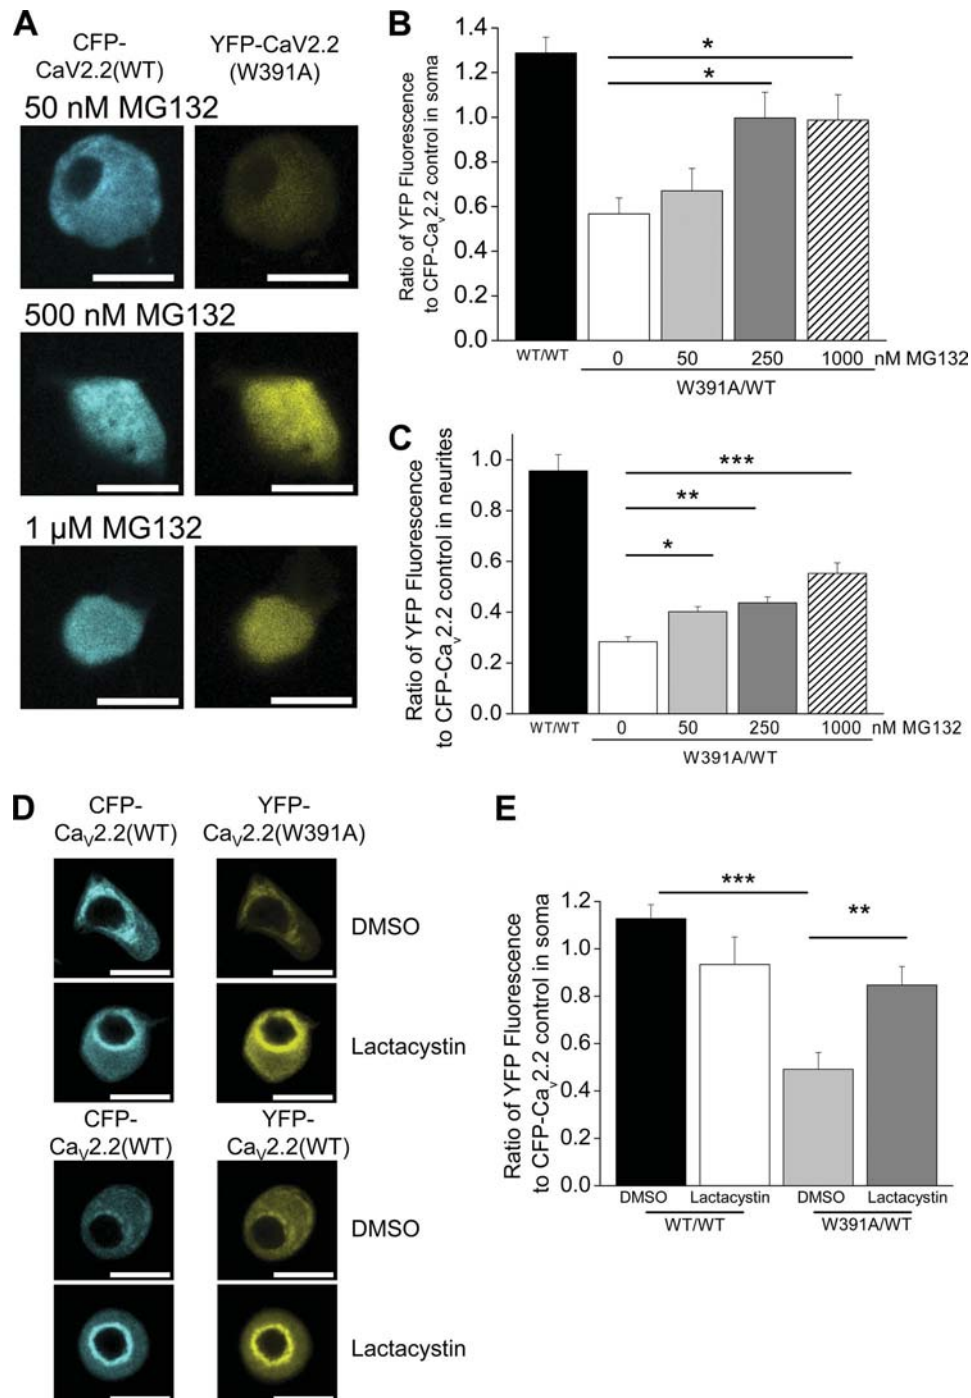 A
CFP-
CaV2.2(WT)
YFP-CaV2.2
(W391A)
50 nM MG132
500 nM MG132
1 µM MG132
B
Ratio of YFP Fluorescence
to CFP-Cav2.2 control in soma
1.4
1.2
1.0
0.8
0.6
0.4
0.2
0.0
*
*
WT/WT
0 50 250 1000 nM MG132
W391A/WT
C
Ratio of YFP Fluorescence
to CFP-Cav2.2 control in neurites
1.0
0.8
0.6
0.4
0.2
0.0
***
**
*
WT/WT
0 50 250 1000 nM MG132
W391A/WT
D
CFP-
CaV2.2(WT)
YFP-
CaV2.2(W391A)
DMSO
Lactacystin
CFP-
CaV2.2(WT)
YFP-
CaV2.2(WT)
DMSO
Lactacystin
E
Ratio of YFP Fluorescence
to CFP-Cav2.2 control in soma
1.2
1.0
0.8
0.6
0.4
0.2
0.0
***
**
DMSO Lactacystin DMSO Lactacystin
WT/WT W391A/WT